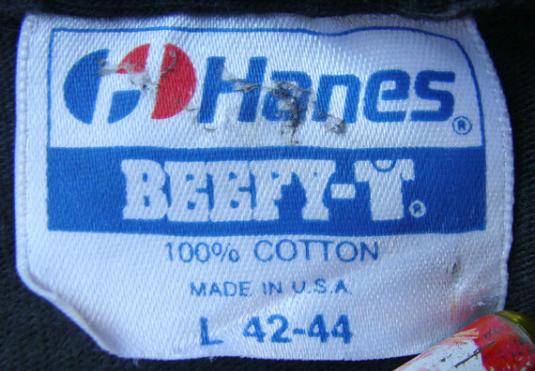 Hanes®
BEEFY-T®
100% COTTON
MADE IN U.S.A.
L 42-44